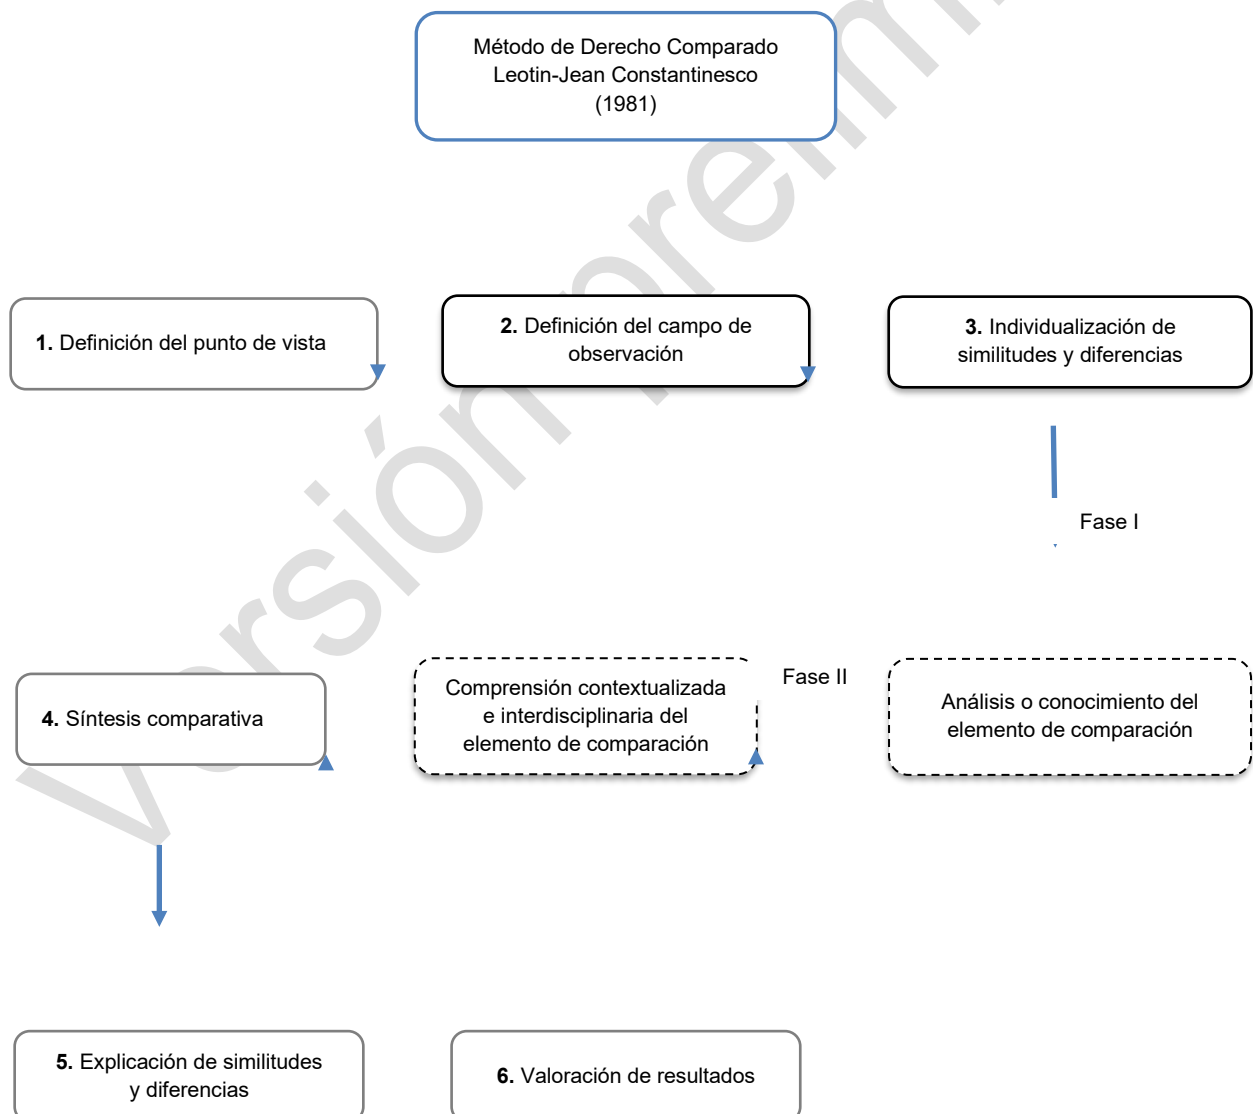 Método de Derecho Comparado
Leotin-Jean Constantinesco
(1981)
1. Definición del punto de vista
2. Definición del campo de
observación
3. Individualización de
similitudes y diferencias
Fase I
4. Síntesis comparativa
Comprensión contextualizada
e interdisciplinaria del
elemento de comparación
Fase II
Análisis o conocimiento del
elemento de comparación
5. Explicación de similitudes
y diferencias
6. Valoración de resultados
versión prem